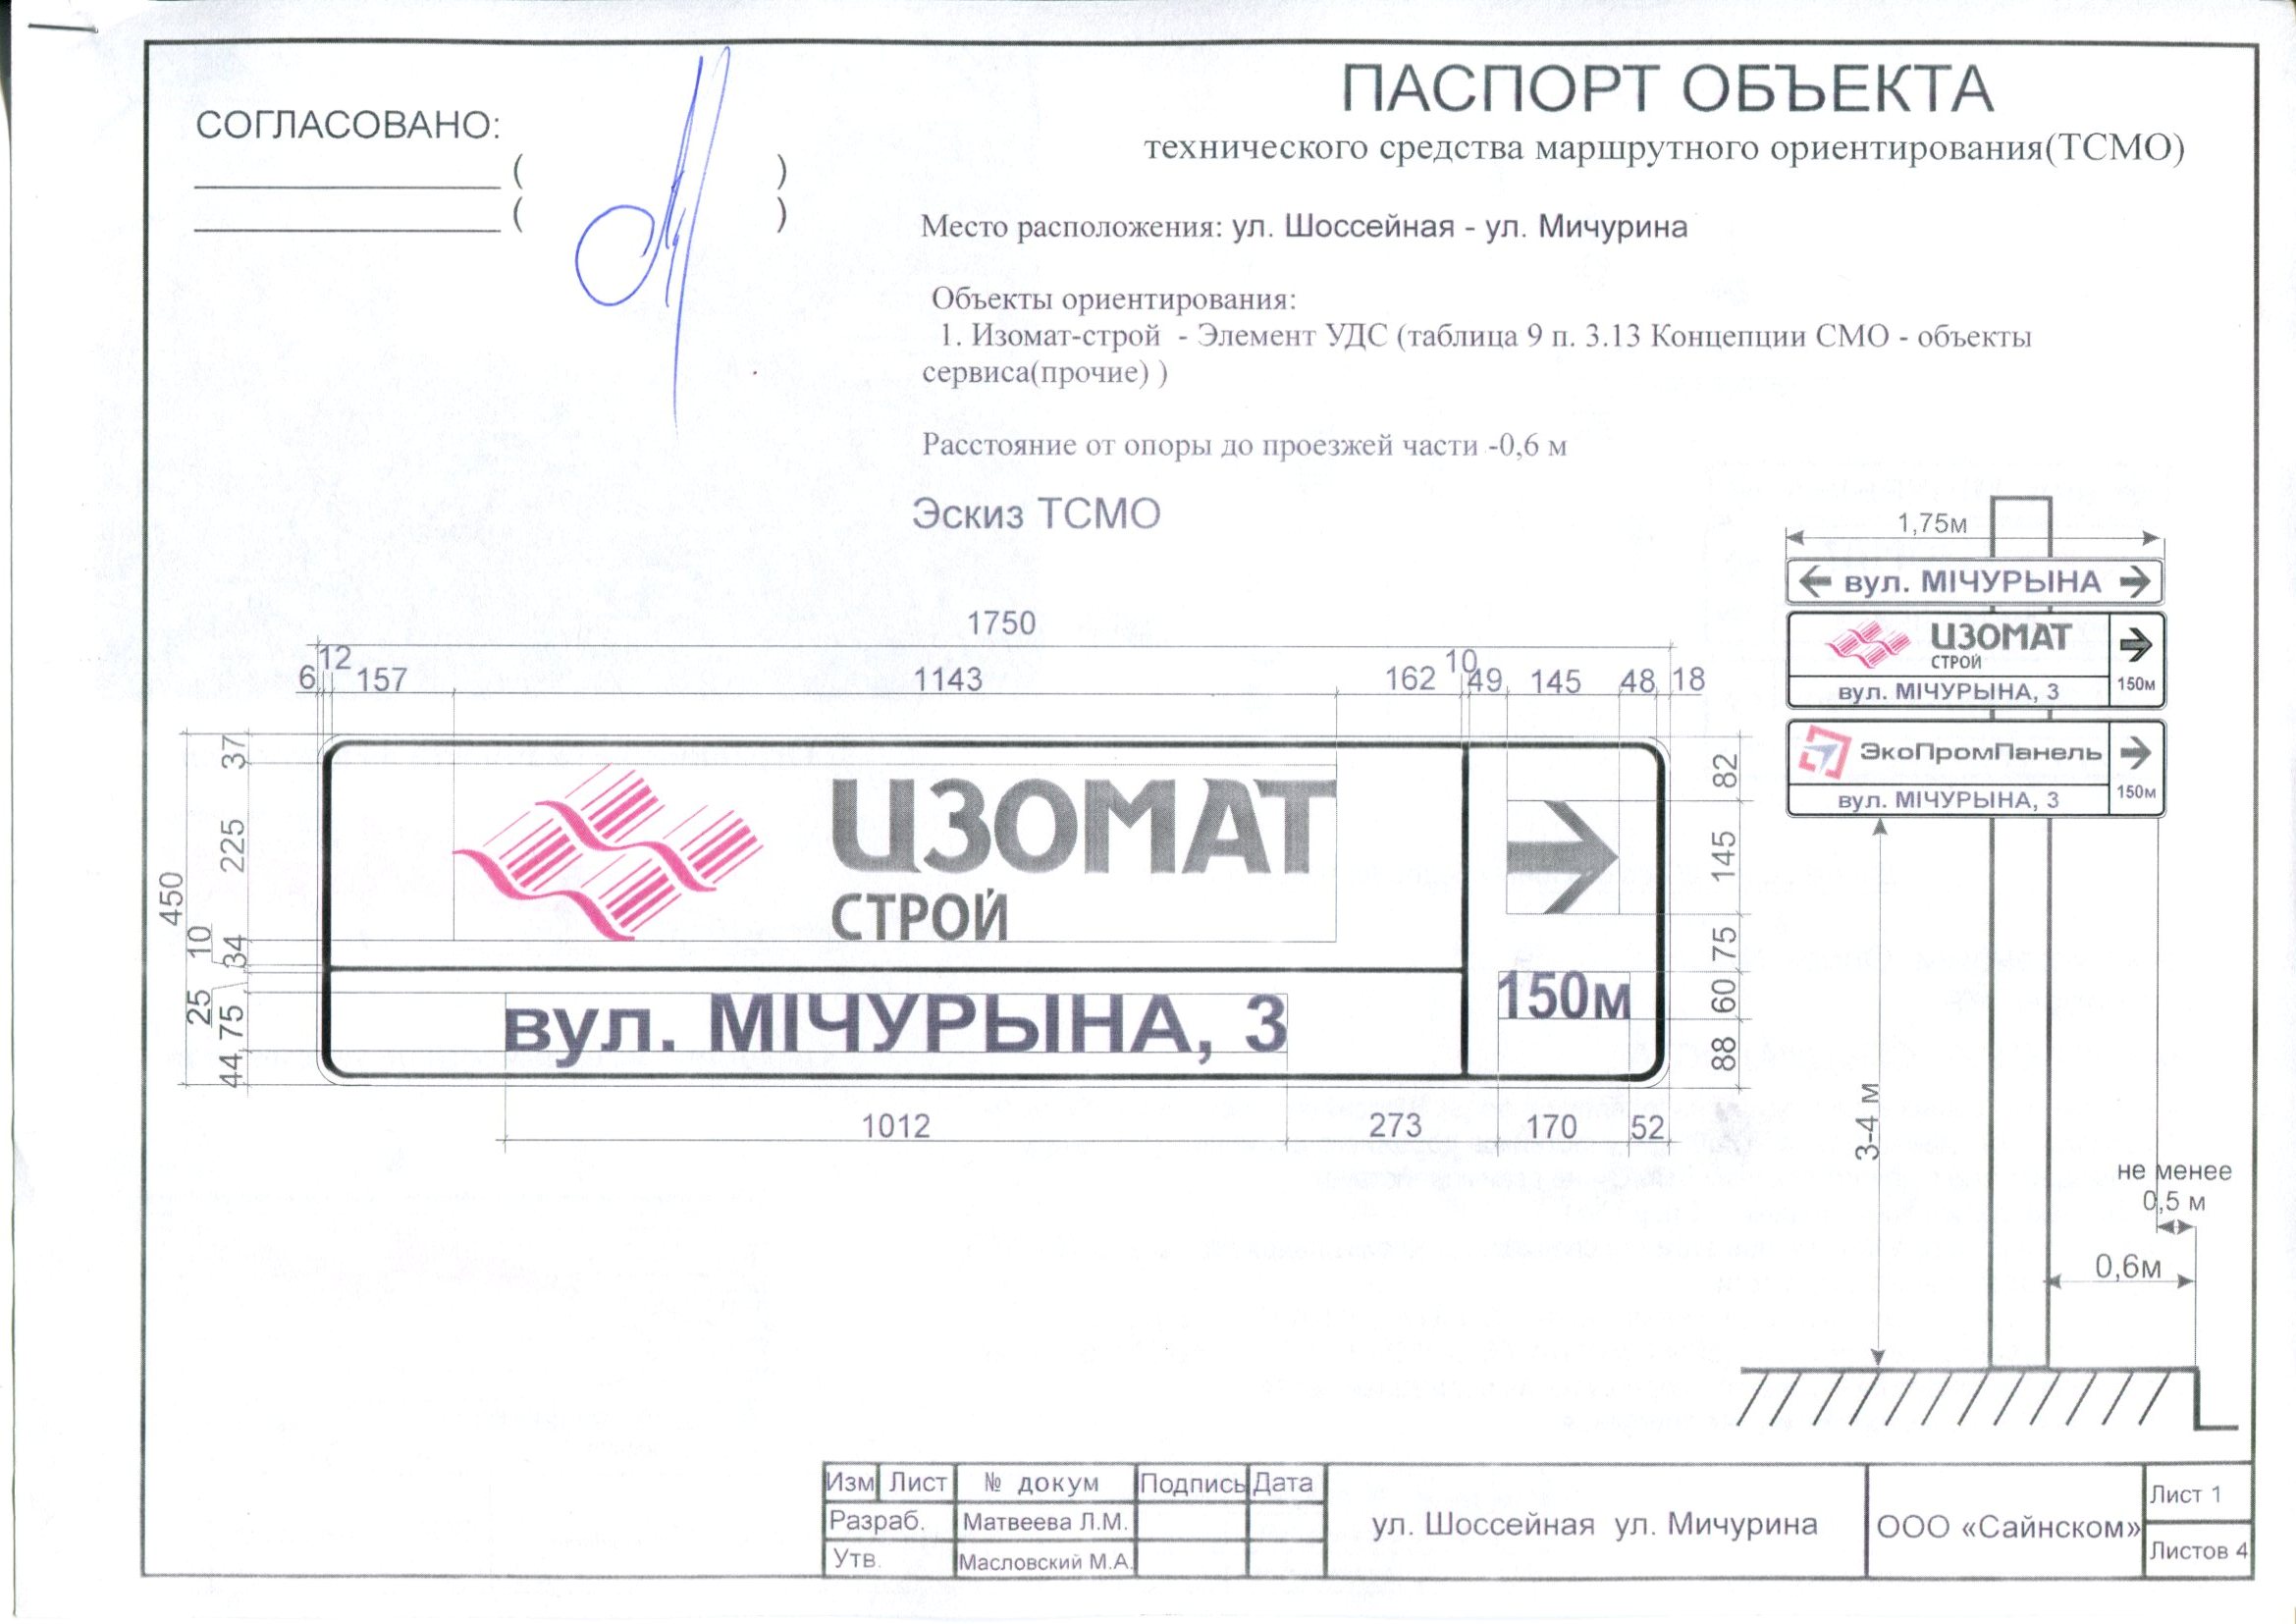 СОГЛАСОВАНО:
( )
( )
ПАСПОРТ ОБЪЕКТА
технического средства маршрутного ориентирования(ТСМО)
Место расположения: ул. Шоссейная - ул. Мичурина
Объекты ориентирования:
1. Изомат-строй - Элемент УДС (таблица 9 п. 3.13 Концепции СМО - объекты
сервиса(прочие) )
Расстояние от опоры до проезжей части -0,6 м
Эскиз ТСМО
1750
6 12 157 1143 162 10 49 145 48 18
450
37
225
10
34
25
75
44
ИЗОМАТ
СТРОЙ
вул. МІЧУРЫНА, 3
150м
82
145
75
60
88
1012 273 170 52
1,75м
вул. МІЧУРЫНА
ИЗОМАТ
СТРОЙ
вул. МІЧУРЫНА, 3
150м
ЭкоПромПанель
вул. МІЧУРЫНА, 3
150м
3-4 м
не менее
0,5 м
0,6м
Изм Лист № докум Подпись Дата
Разраб. Матвеева Л.М.
Утв. Масловский М.А.
ул. Шоссейная ул. Мичурина
ООО «Сайнском»
Лист 1
Листов 4